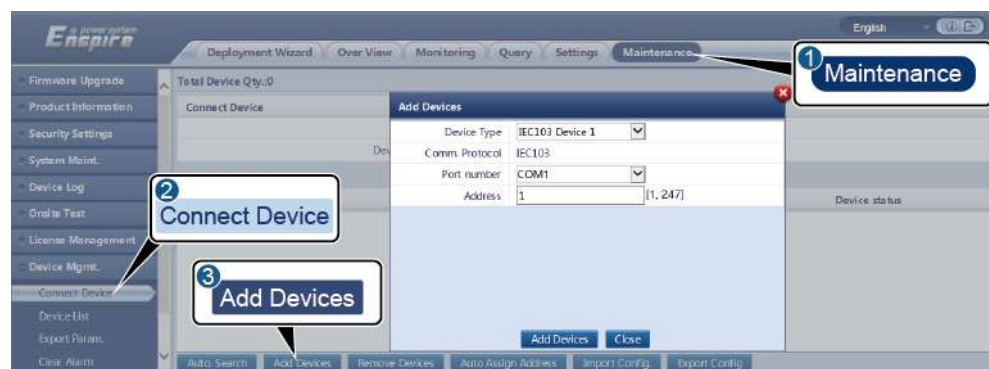 Enspire
English
Deployment Wizard Over View Monitoring Query Settings Maintenance
1 Maintenance
Firmware Upgrade
Product Information
Security Settings
System Maint.
Device Log
Onsite Test
License Management
Device Mgmt.
Connect Device
Device List
Export Param.
Clear Alarm
Total Device Qty.:0
Connect Device
Dev
Device status
Add Devices
Device Type IEC103 Device 1
Comm. Protocol IEC103
Port number COM1
Address 1 [1, 247]
Add Devices Close
2 Connect Device
3 Add Devices
Auto. Search Add Devices Remove Devices Auto Assign Address Import Config. Export Config